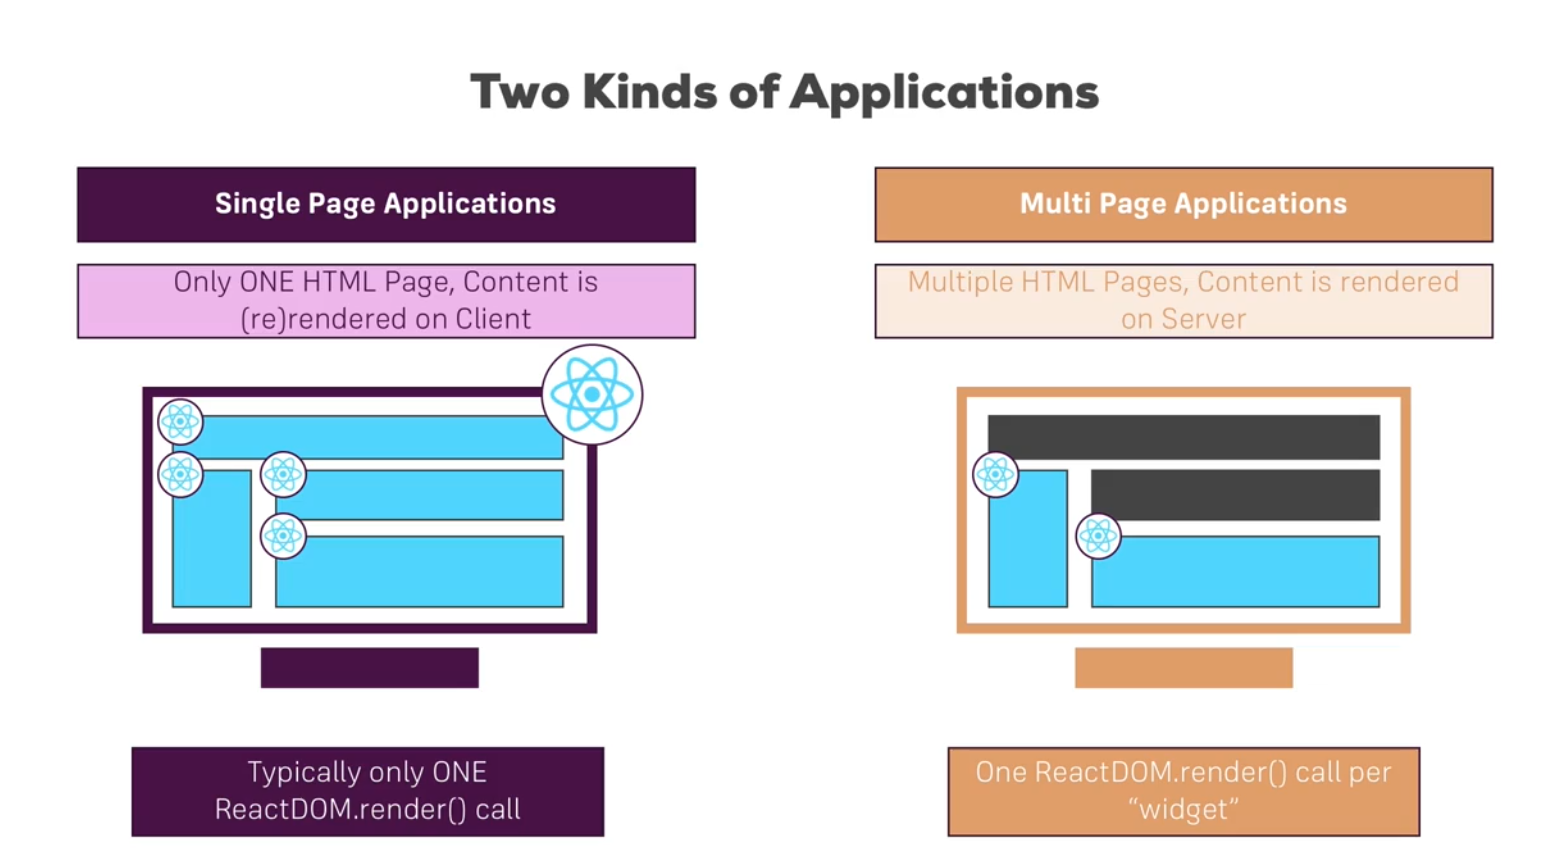 Two Kinds of Applications
Single Page Applications
Only ONE HTML Page, Content is
(re)rendered on Client
Typically only ONE
ReactDOM.render() call
Multi Page Applications
Multiple HTML Pages, Content is rendered
on Server
One ReactDOM.render() call per
“widget”